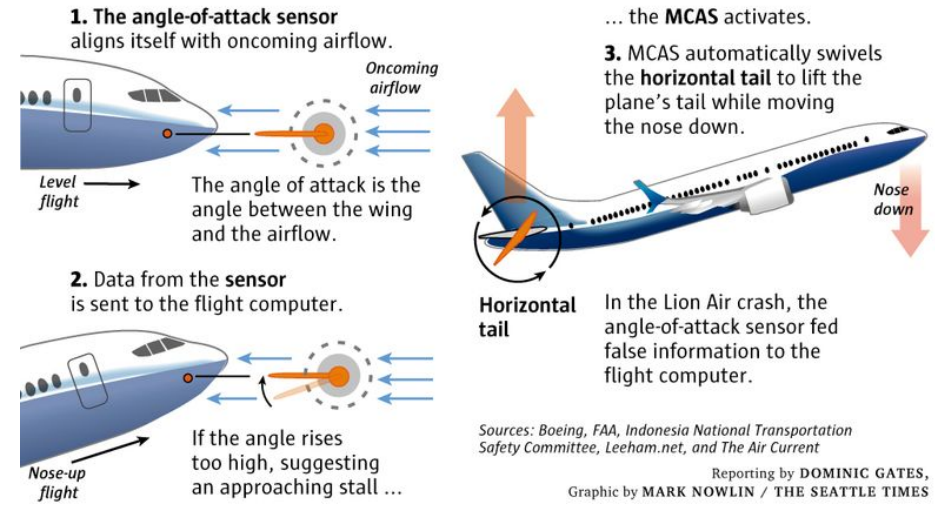 1. The angle-of-attack sensor
aligns itself with oncoming airflow.
Oncoming
airflow
Level
flight
The angle of attack is the
angle between the wing
and the airflow.
2. Data from the sensor
is sent to the flight computer.
If the angle rises
too high, suggesting
an approaching stall ...
Nose-up
flight
... the MCAS activates.
3. MCAS automatically swivels
the horizontal tail to lift the
plane’s tail while moving
the nose down.
Nose
down
Horizontal
tail
In the Lion Air crash, the
angle-of-attack sensor fed
false information to the
flight computer.
Sources: Boeing, FAA, Indonesia National Transportation
Safety Committee, Leeham.net, and The Air Current
Reporting by DOMINIC GATES,
Graphic by MARK NOWLIN / THE SEATTLE TIMES